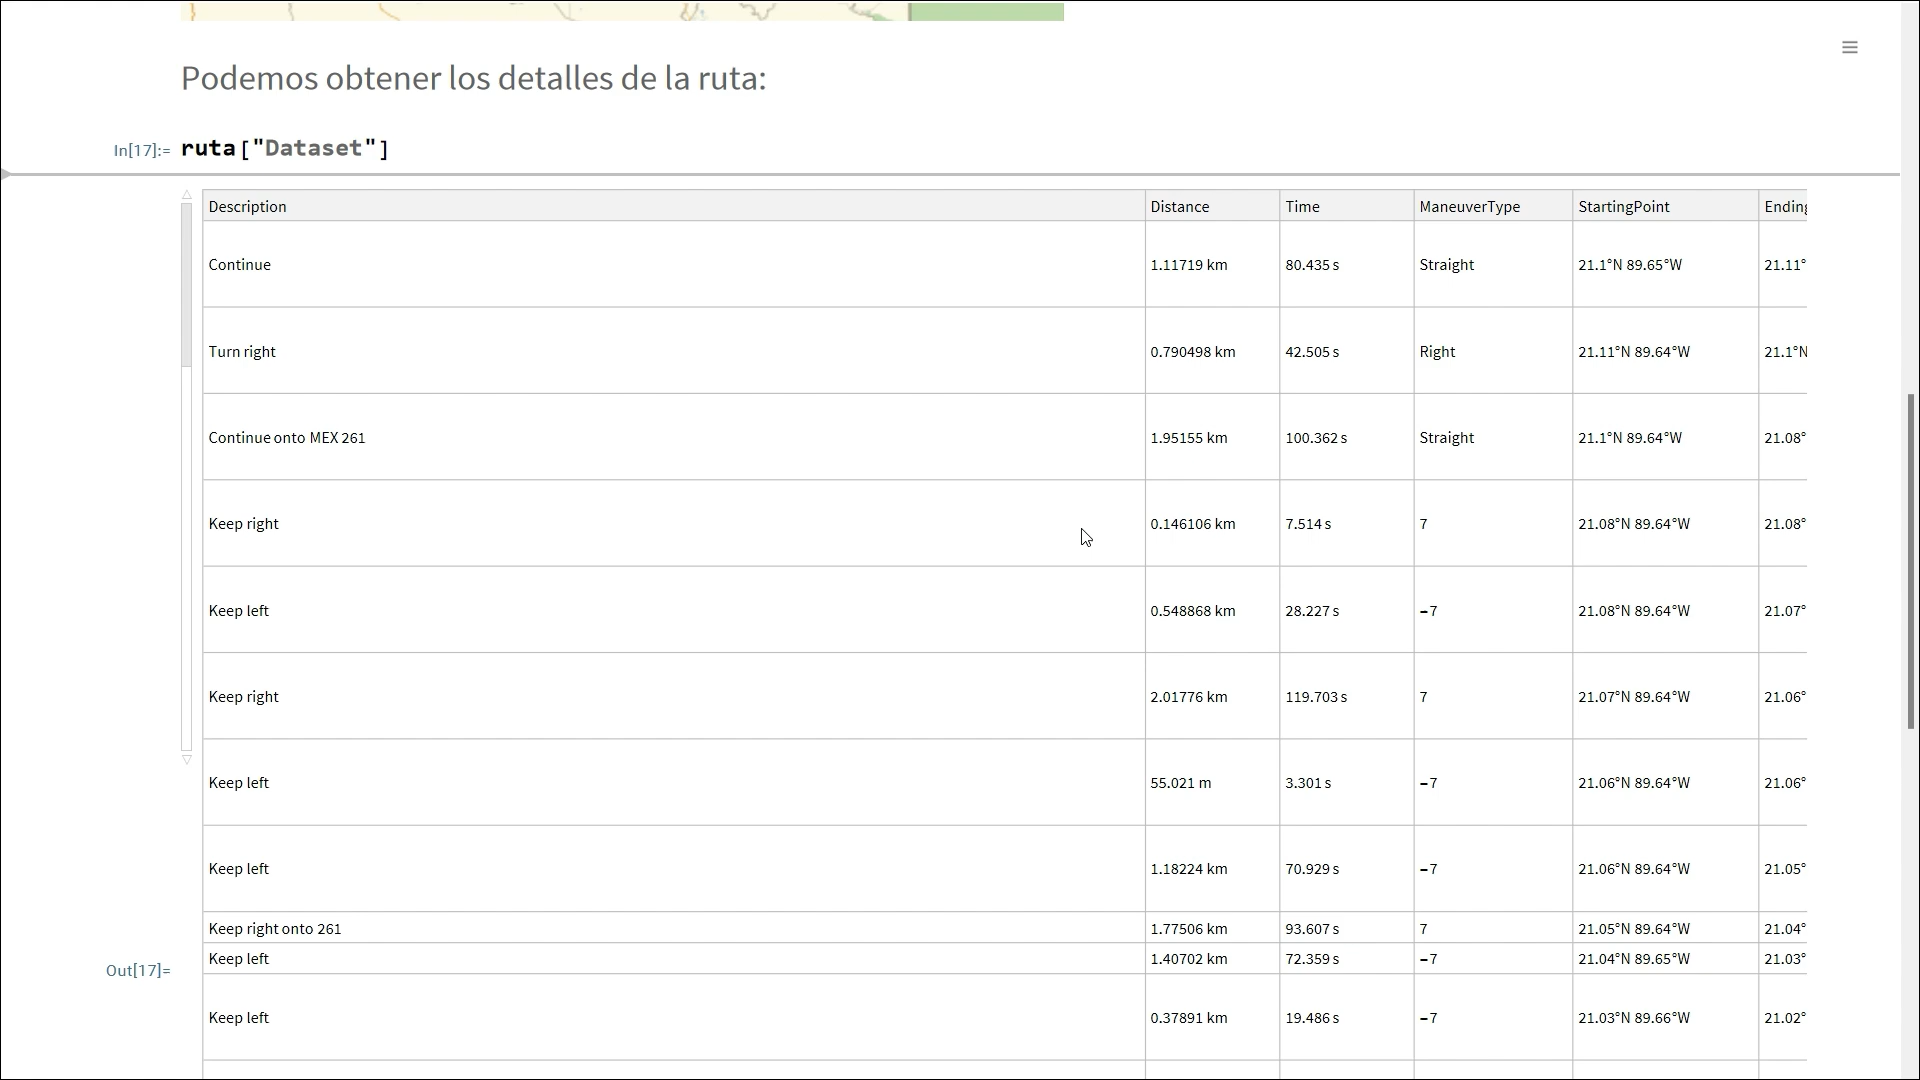 Podemos obtener los detalles de la ruta:
In[17]:= ruta["Dataset"]
Description Distance Time ManeuverType StartingPoint Ending
Continue 1.11719 km 80.435 s Straight 21.1°N 89.65°W 21.11°
Turn right 0.790498 km 42.505 s Right 21.11°N 89.64°W 21.1°N
Continue onto MEX 261 1.95155 km 100.362 s Straight 21.1°N 89.64°W 21.08°
Keep right 0.146106 km 7.514 s 7 21.08°N 89.64°W 21.08°
Keep left 0.548868 km 28.227 s −7 21.08°N 89.64°W 21.07°
Keep right 2.01776 km 119.703 s 7 21.07°N 89.64°W 21.06°
Keep left 55.021 m 3.301 s −7 21.06°N 89.64°W 21.06°
Keep left 1.18224 km 70.929 s −7 21.06°N 89.64°W 21.05°
Keep right onto 261 1.77506 km 93.607 s 7 21.05°N 89.64°W 21.04°
Keep left 1.40702 km 72.359 s −7 21.04°N 89.65°W 21.03°
Out[17]=
Keep left 0.37891 km 19.486 s −7 21.03°N 89.66°W 21.02°